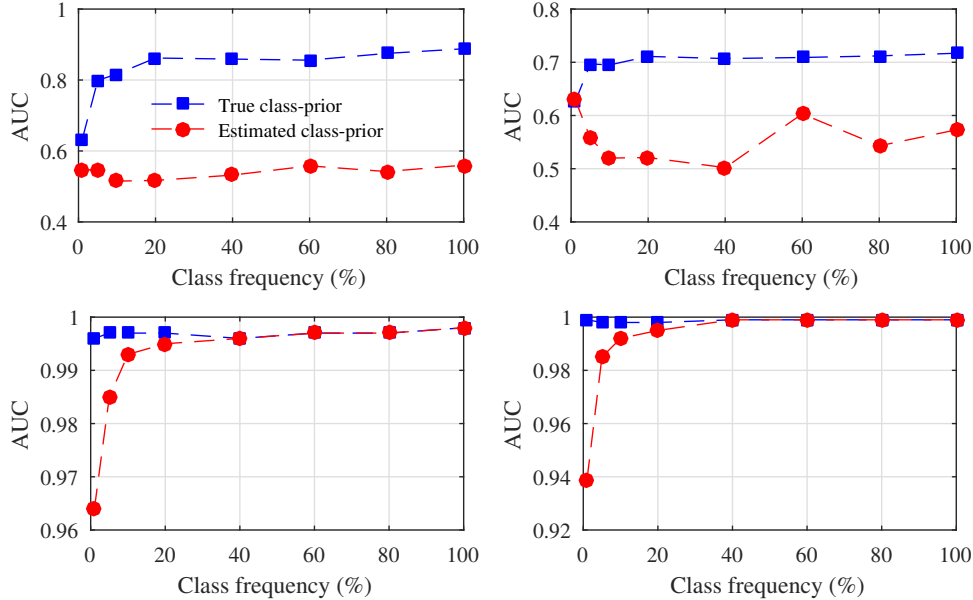 1
0.8
0.6
0.4
AUC
True class-prior
Estimated class-prior
0 20 40 60 80 100
Class frequency (%)
0.8
0.7
0.6
0.5
0.4
AUC
0 20 40 60 80 100
Class frequency (%)
1
0.99
0.98
0.97
0.96
AUC
0 20 40 60 80 100
Class frequency (%)
1
0.98
0.96
0.94
0.92
AUC
0 20 40 60 80 100
Class frequency (%)